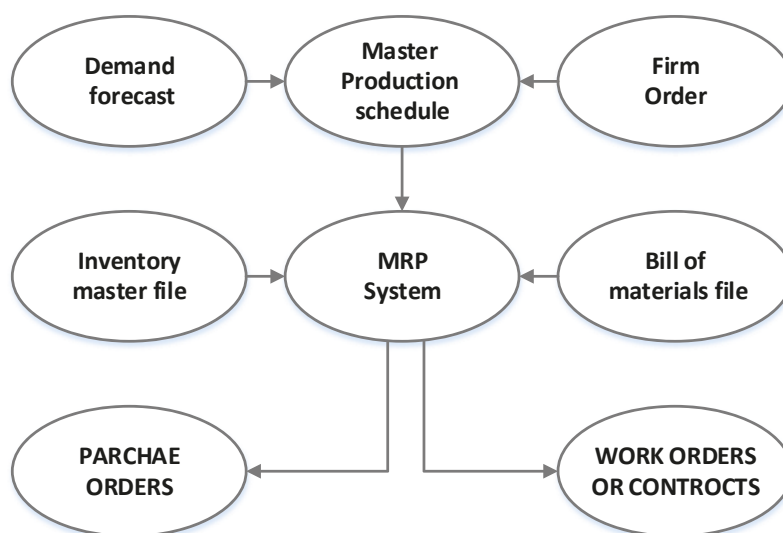 Demand
forecast
Master
Production
schedule
Firm
Order
Inventory
master file
MRP
System
Bill of
materials file
PARCHAE
ORDERS
WORK ORDERS
OR CONTROCTS